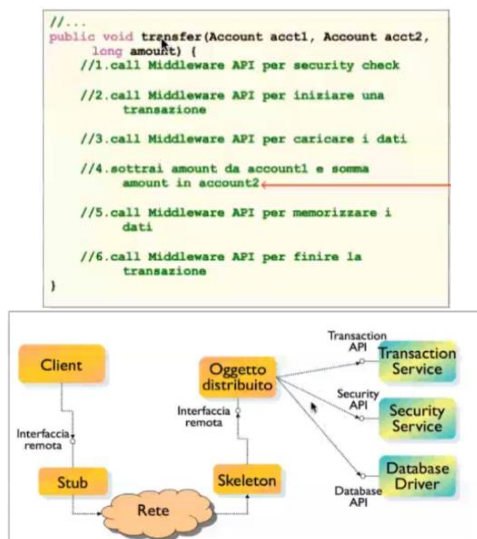 //...
public void transfer(Account acct1, Account acct2,
long amount) {
//1.call Middleware API per security check
//2.call Middleware API per iniziare una
transazione
//3.call Middleware API per caricare i dati
//4.sottrai amount da account1 e somma
amount in account2
//5.call Middleware API per memorizzare i
dati
//6.call Middleware API per finire la
transazione
}
Client
Interfaccia
remota
Stub
Rete
Skeleton
Interfaccia
remota
Oggetto
distribuito
Transaction
API
Transaction
Service
Security
API
Security
Service
Database
API
Database
Driver